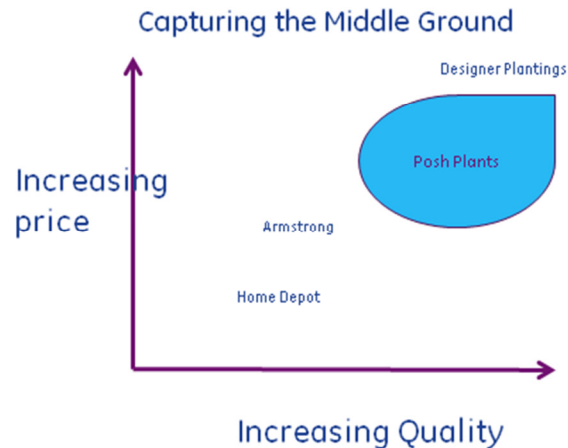 Capturing the Middle Ground
Designer Plantings
Posh Plants
Increasing
price
Armstrong
Home Depot
Increasing Quality